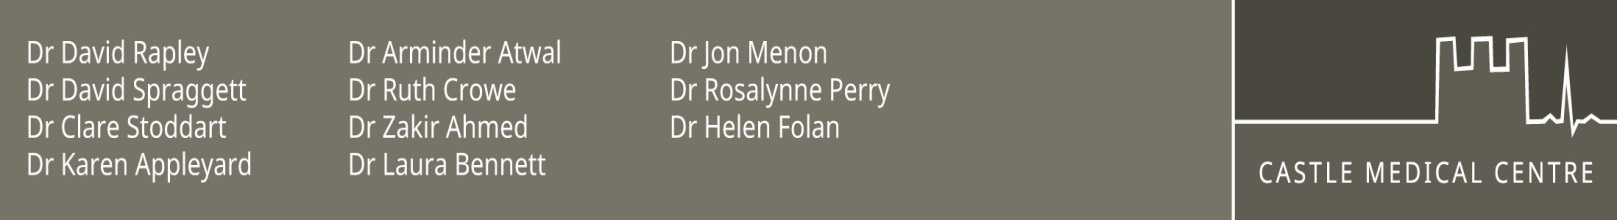 Dr David Rapley
Dr David Spraggett
Dr Clare Stoddart
Dr Karen Appleyard
Dr Arminder Atwal
Dr Ruth Crowe
Dr Zakir Ahmed
Dr Laura Bennett
Dr Jon Menon
Dr Rosalynne Perry
Dr Helen Folan
CASTLE MEDICAL CENTRE